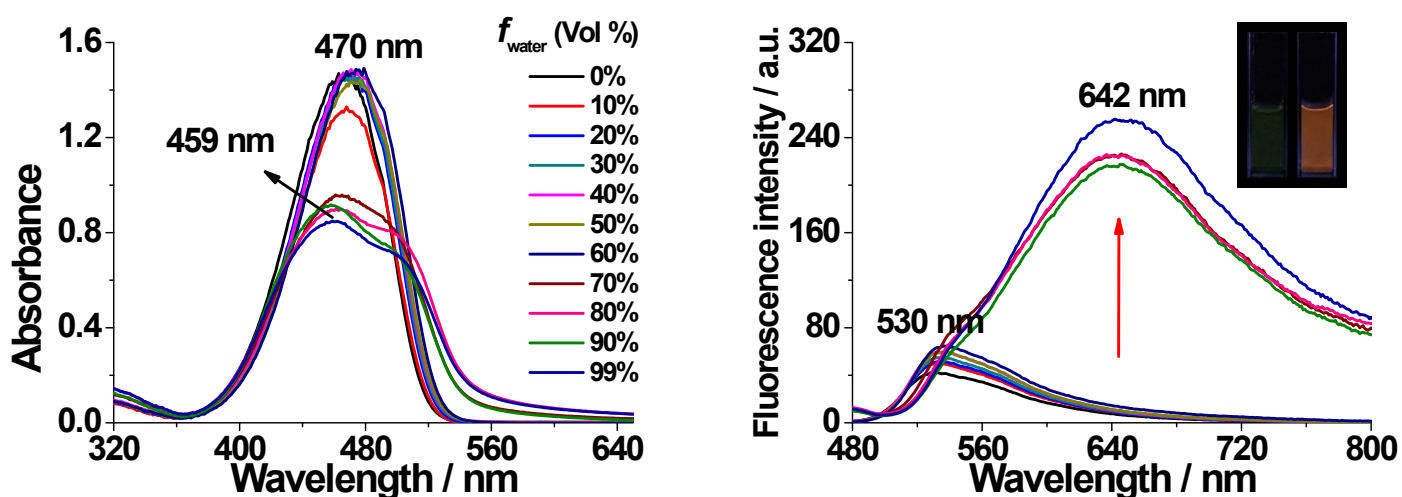 1.6
1.2
0.8
0.4
0.0
Absorbance
470 nm
459 nm
f water (Vol %)
0%
10%
20%
30%
40%
50%
60%
70%
80%
90%
99%
320 400 480 560 640
Wavelength / nm
320
240
160
80
0
Fluorescence intensity / a.u.
642 nm
530 nm
480 560 640 720 800
Wavelength / nm